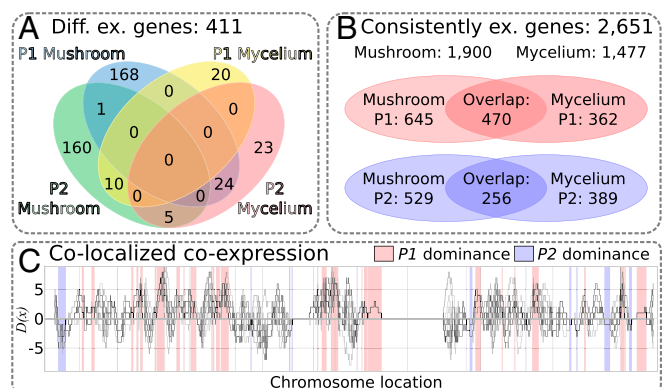 A Diff. ex. genes: 411
P1 Mushroom
P1 Mycelium
168
20
0
1
0
0
0
160
0
23
10
0
0
24
5
P2
Mushroom
P2
Mycelium
B Consistently ex. genes: 2,651
Mushroom: 1,900 Mycelium: 1,477
Mushroom Overlap: Mycelium
P1: 645 470 P1: 362
Mushroom Overlap: Mycelium
P2: 529 256 P2: 389
C Co-localized co-expression
P1 dominance P2 dominance
D(x)
5
0
-5
Chromosome location